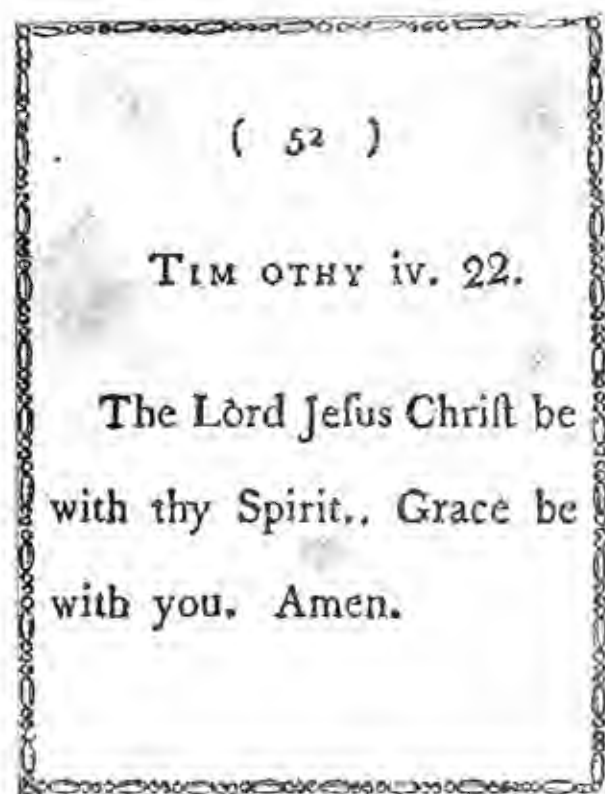 ( 52 )
TIM OTHY iv. 22.
The Lòrd Jeſus Chriſt be
with thy Spirit.. Grace be
with you. Amen.